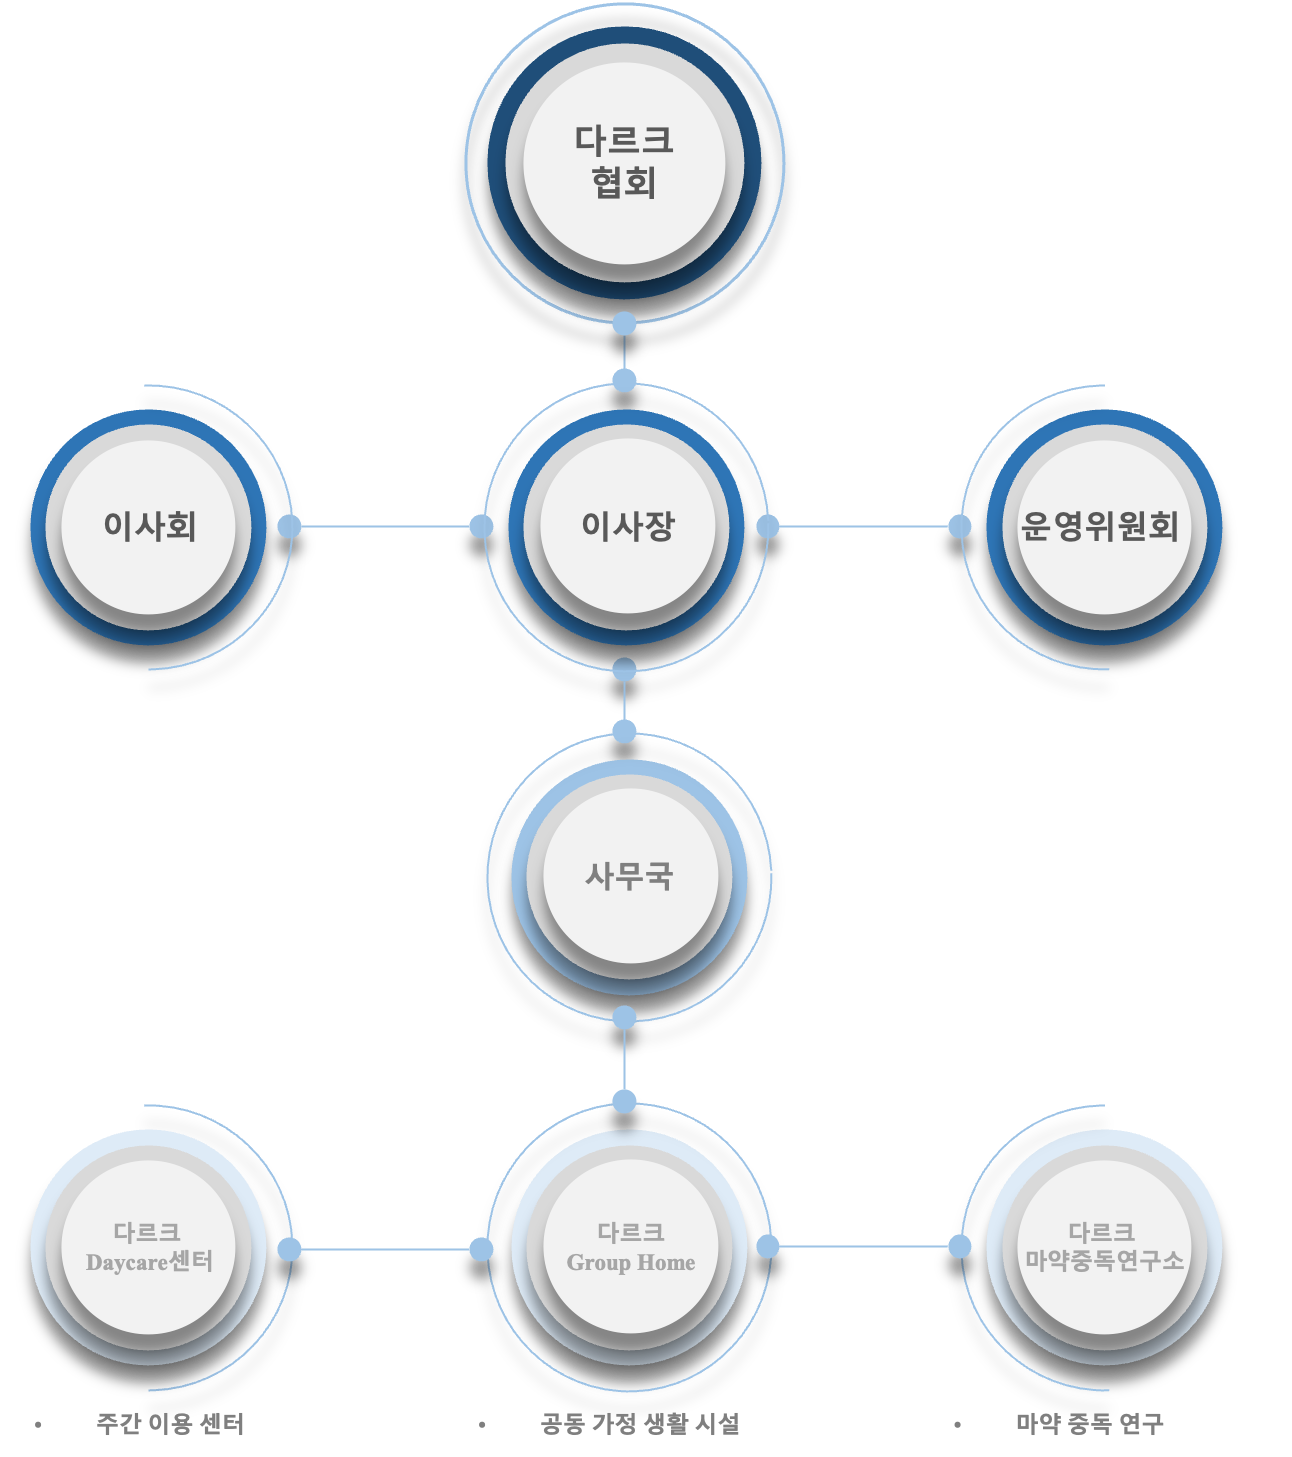 다르크
협회
이사회
이사장
운영위원회
사무국
다르크
Daycare센터
다르크
Group Home
다르크
마약중독연구소
• 주간 이용 센터
• 공동 가정 생활 시설
• 마약 중독 연구